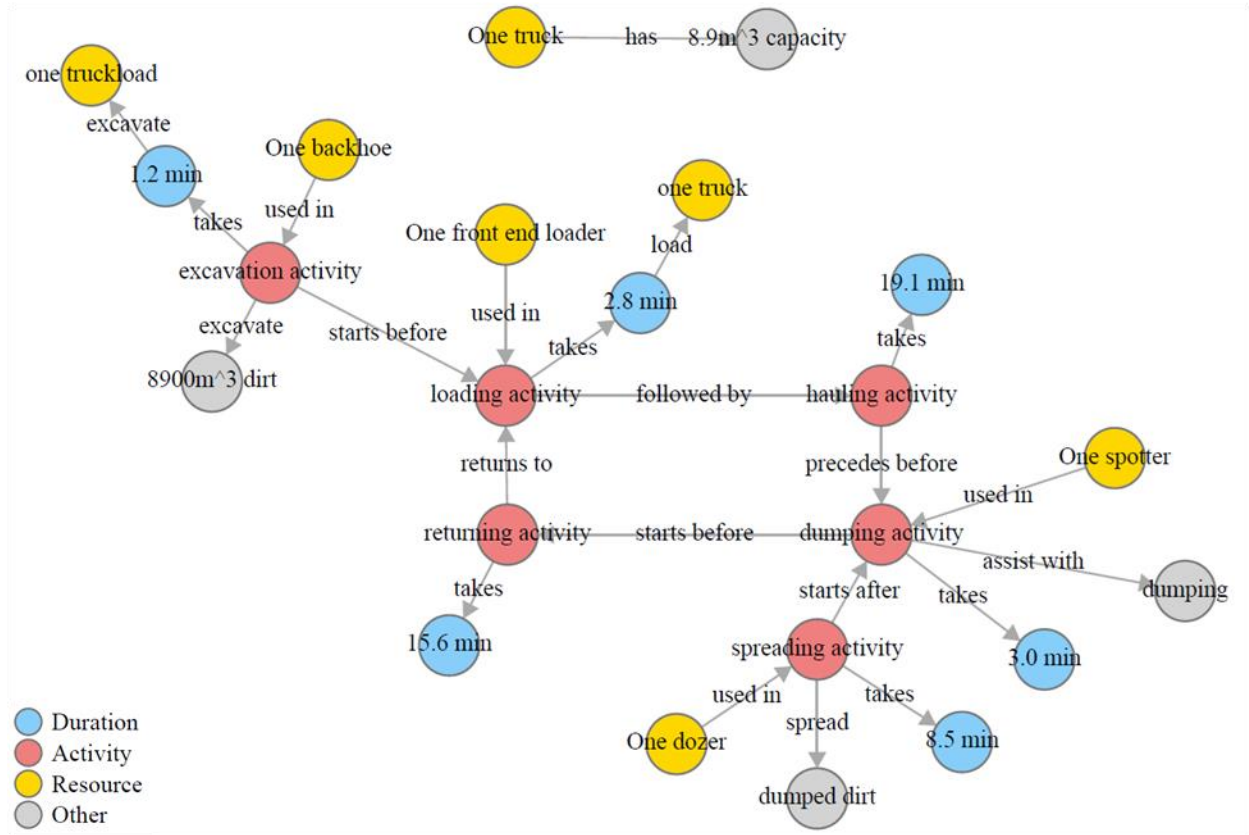 One truck
has
8.9m^3 capacity
one truckload
excavate
One backhoe
1.2 min
one truck
used in
takes
One front end loader
load
excavation activity
19.1 min
2.8 min
used in
excavate
starts before
takes
takes
8900m^3 dirt
loading activity
followed by
hauling activity
returns to
precedes before
One spotter
used in
returning activity
starts before
dumping activity
assist with
takes
starts after
takes
dumping
15.6 min
spreading activity
3.0 min
used in
takes
spread
One dozer
8.5 min
dumped dirt
Duration
Activity
Resource
Other